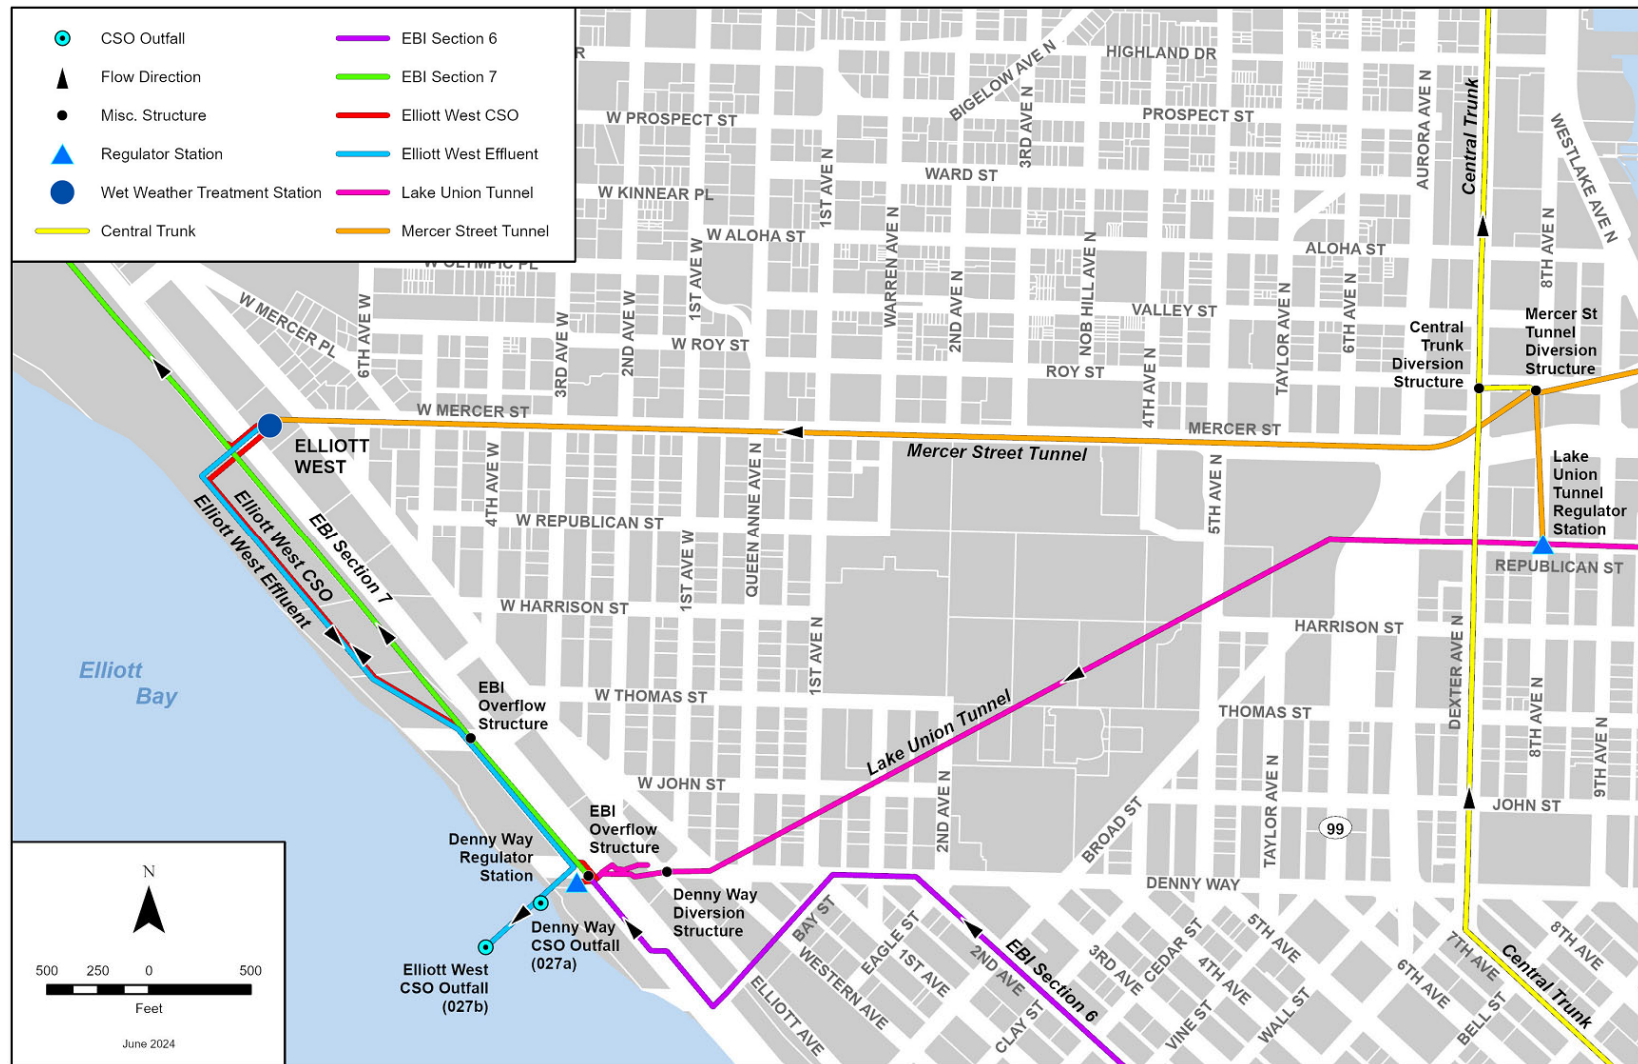 CSO Outfall
Flow Direction
Misc. Structure
Regulator Station
Wet Weather Treatment Station
Central Trunk
EBI Section 6
EBI Section 7
Elliott West CSO
Elliott West Effluent
Lake Union Tunnel
Mercer Street Tunnel
R
HIGHLAND DR
BIGELOW AVE N
W PROSPECT ST
PROSPECT ST
3RD AVE N
AURORA AVE N
Central Trunk
WESTLAKE AVE N
1ST AVE N
WARD ST
W KINNEAR PL
W ALOHA ST
ALOHA ST
8TH AVE N
W OLYMPIC PL
1ST AVE W
WARREN AVE N
2ND AVE N
NOB HILL AVE N
VALLEY ST
TAYLOR AVE N
6TH AVE N
W MERCER PL
6TH AVE W
3RD AVE W
2ND AVE W
W ROY ST
ROY ST
4TH AVE N
Central
Trunk
Diversion
Structure
Mercer St
Tunnel
Diversion
Structure
W MERCER ST
MERCER ST
Mercer Street Tunnel
ELLIOTT
WEST
4TH AVE W
QUEEN ANNE AVE N
5TH AVE N
Lake
Union
Tunnel
Regulator
Station
W REPUBLICAN ST
REPUBLICAN ST
EBI Section 7
Elliott West CSO
Elliott West Effluent
1ST AVE W
W HARRISON ST
HARRISON ST
1ST AVE N
DEXTER AVE N
Elliott
Bay
EBI
Overflow
Structure
W THOMAS ST
THOMAS ST
Lake Union Tunnel
8TH AVE N
9TH AVE N
W JOHN ST
JOHN ST
2ND AVE N
BROAD ST
TAYLOR AVE N
99
EBI
Overflow
Structure
Denny Way
Regulator
Station
Denny Way
Diversion
Structure
DENNY WAY
Denny Way
CSO Outfall
(027a)
Elliott West
CSO Outfall
(027b)
BAY ST
EAGLE ST
WESTERN AVE
1ST AVE
2ND AVE
ELLIOTT AVE
CLAY ST
EBI Section 6
3RD AVE
CEDAR ST
4TH AVE
5TH AVE
VINE ST
WALL ST
6TH AVE
7TH AVE
8TH AVE
BELL ST
Central Trunk
N
500 250 0 500
Feet
June 2024